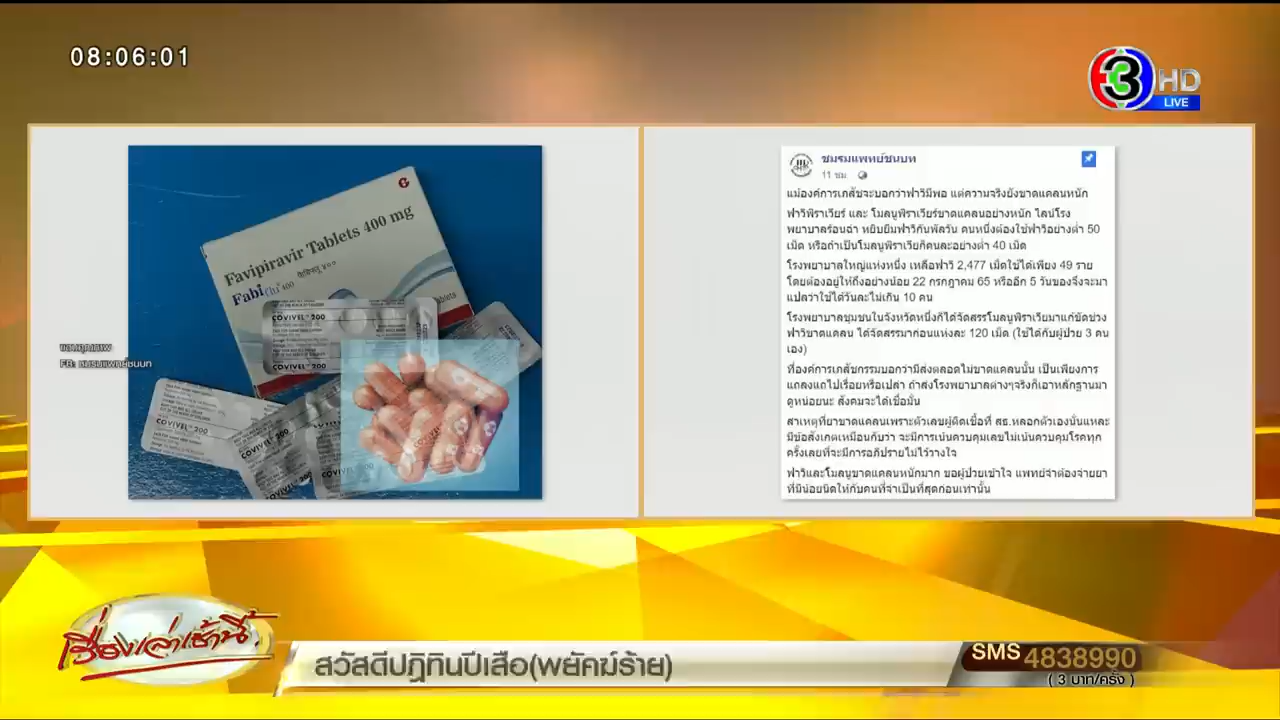 08:06:01
3 HD
LIVE
Favipiravir Tablets 400 mg
COVIVEL 200
COVIVEL 200
COVIVEL 200
COVIVEL 200
ขอบคุณภาพ
FB: ชมรมแพทย์ชนบท
ชมรมแพทย์ชนบท
11 ชม
แม้องค์การเภสัชจะบอกว่าฟาวิมีพอ แต่ความจริงยังขาดแคลนหนัก
ฟาวิพิราเวียร์ และ โมลนูพิราเวียร์ขาดแคลนอย่างหนัก ไลน์โรง
พยาบาลร้อนฉ่า หยิบยืมฟาวิกันพัลวัน คนหนึ่งต้องใช้ฟาวิอย่างต่ำ 50
เม็ด หรือถ้าเป็นโมลนูพิราเวียก็คนละอย่างต่ำ 40 เม็ด
โรงพยาบาลใหญ่แห่งหนึ่ง เหลือฟาวิ 2,477 เม็ดใช้ได้เพียง 49 ราย
โดยต้องอยู่ให้ถึงอย่างน้อย 22 กรกฎาคม 65 หรืออีก 5 วันของจึงจะมา
แปลว่าใช้ได้วันละไม่เกิน 10 คน
โรงพยาบาลชุมชนในจังหวัดหนึ่งก็ได้จัดสรรโมลนูพิราเวียมาแก้ขัดช่วง
ฟาวิขาดแคลน ได้จัดสรรมาก่อนแห่งละ 120 เม็ด (ใช้ได้กับผู้ป่วย 3 คน
เอง)
ที่องค์การเภสัชกรรมบอกว่ามีส่งตลอดไม่ขาดแคลนนั้น เป็นเพียงการ
แถลงแถไปเรื่อยหรือเปล่า ถ้าส่งโรงพยาบาลต่างๆจริงก็เอาหลักฐานมา
ดูหน่อยนะ สังคมจะได้เชื่อมั่น
สาเหตุที่ยาขาดแคลนเพราะตัวเลขผู้ติดเชื้อที่ สธ.หลอกตัวเองนั่นแหละ
มีข้อสังเกตเหมือนกันว่า จะมีการเน้นควบคุมเลขไม่เน้นควบคุมโรคทุก
ครั้งเลยที่จะมีการอภิปรายไม่ไว้วางใจ
ฟาวิและโมลนูขาดแคลนหนักมาก ขอผู้ป่วยเข้าใจ แพทย์จำต้องจ่ายยา
ที่มีน้อยนิดให้กับคนที่จำเป็นที่สุดก่อนเท่านั้น
เรื่องเล่าเช้านี้
สวัสดีปฏิทินปีเสือ(พยัคฆ์ร้าย)
SMS 4838990
( 3 บาท/ครั้ง )